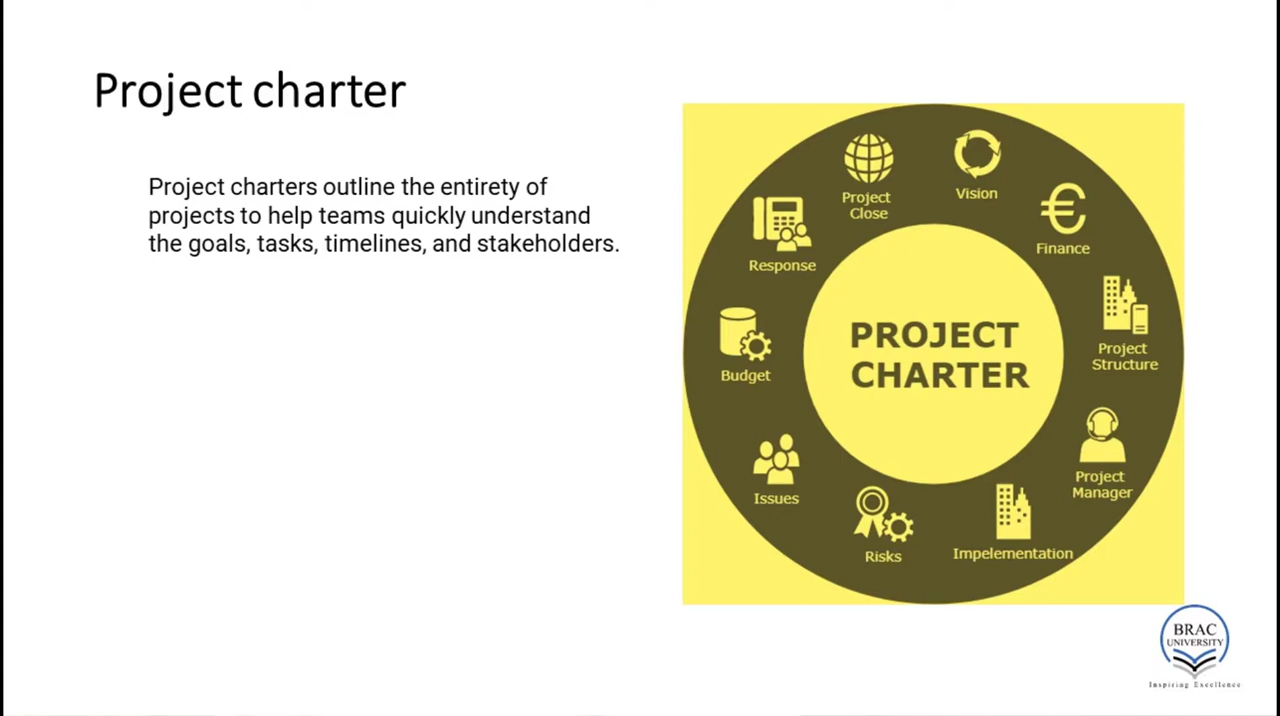 Project charter
Project charters outline the entirety of
projects to help teams quickly understand
the goals, tasks, timelines, and stakeholders.
Project
Close
Vision
Finance
Response
Project
Structure
Budget
PROJECT
CHARTER
Project
Manager
Issues
Risks
Impelementation
BRAC
UNIVERSITY
Inspiring Excellence